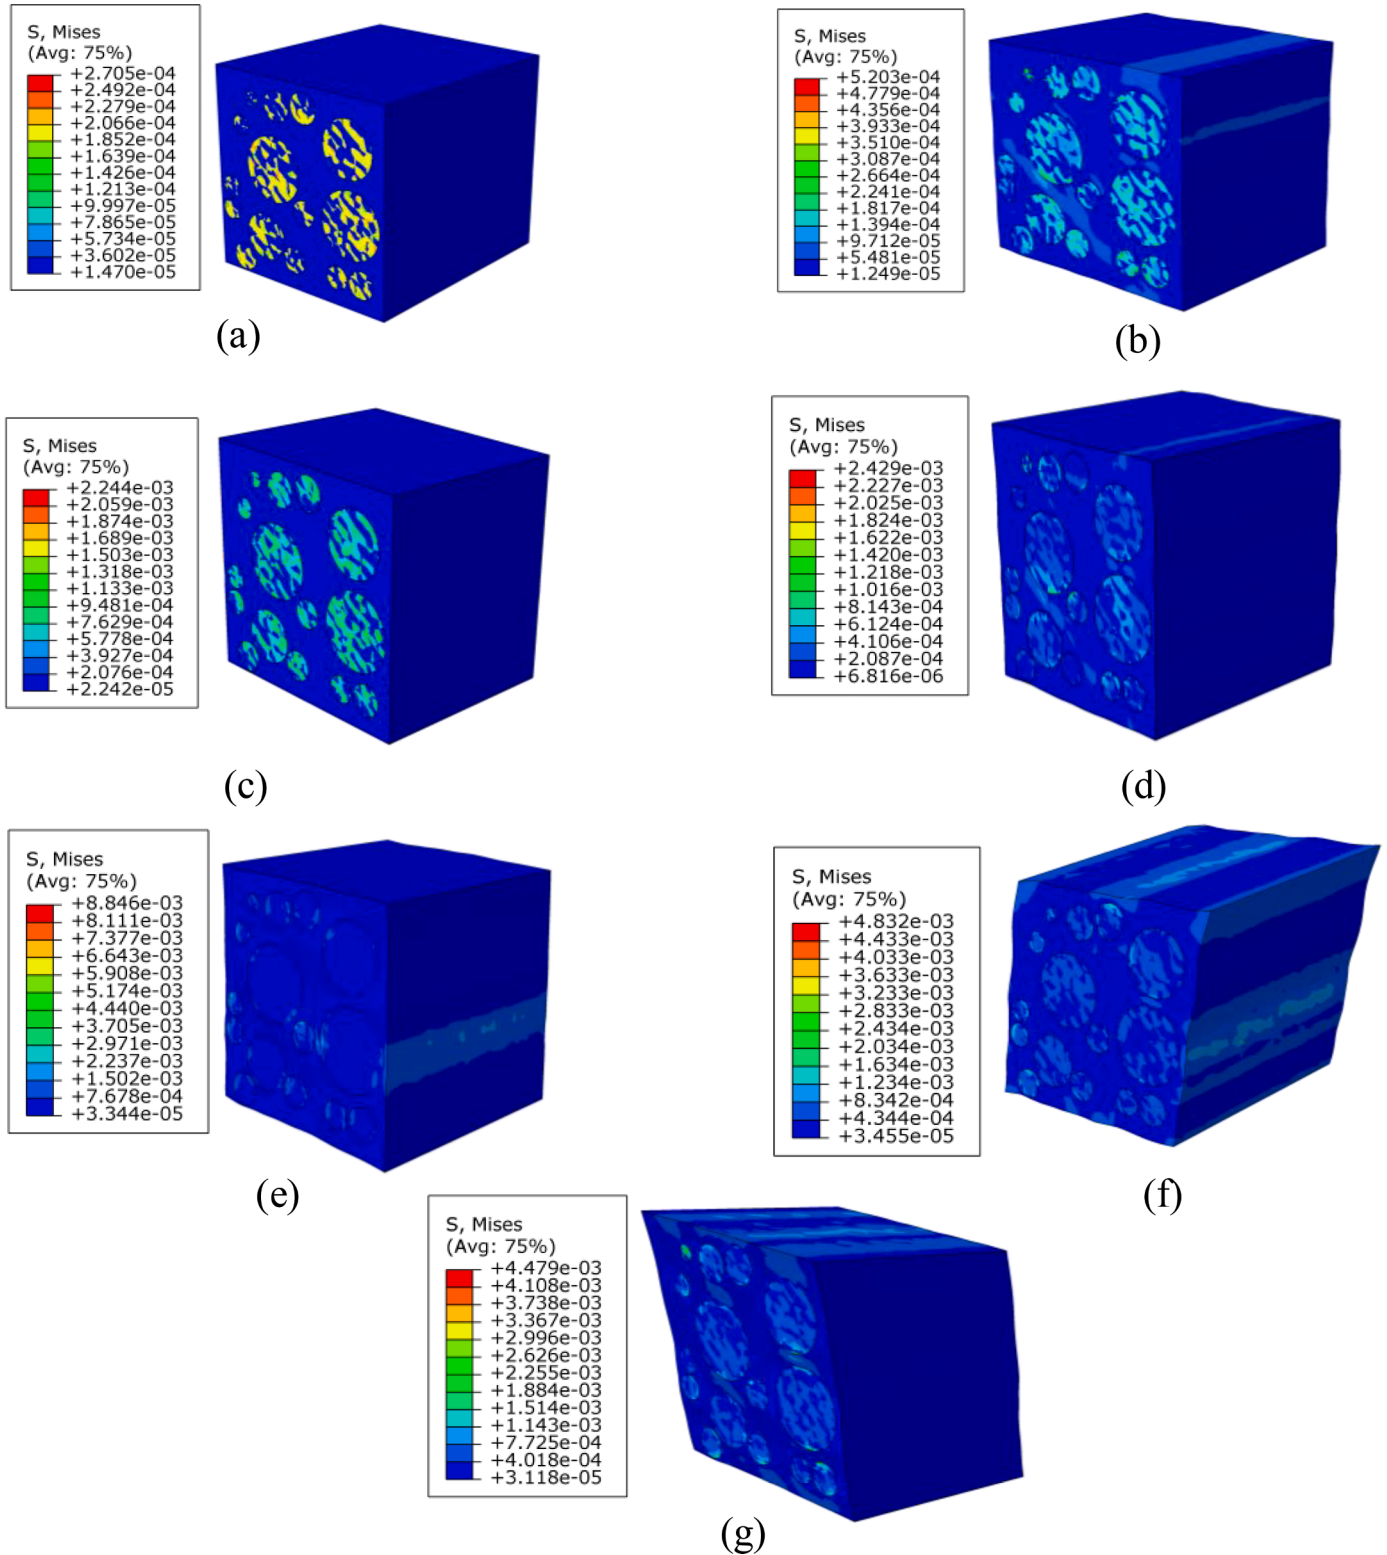 S, Mises
(Avg: 75%)
+2.705e-04
+2.492e-04
+2.279e-04
+2.066e-04
+1.852e-04
+1.639e-04
+1.426e-04
+1.213e-04
+9.997e-05
+7.865e-05
+5.734e-05
+3.602e-05
+1.470e-05
(a)
S, Mises
(Avg: 75%)
+5.203e-04
+4.779e-04
+4.356e-04
+3.933e-04
+3.510e-04
+3.087e-04
+2.664e-04
+2.241e-04
+1.817e-04
+1.394e-04
+9.712e-05
+5.481e-05
+1.249e-05
(b)
S, Mises
(Avg: 75%)
+2.244e-03
+2.059e-03
+1.874e-03
+1.689e-03
+1.503e-03
+1.318e-03
+1.133e-03
+9.481e-04
+7.629e-04
+5.778e-04
+3.927e-04
+2.076e-04
+2.242e-05
(c)
S, Mises
(Avg: 75%)
+2.429e-03
+2.227e-03
+2.025e-03
+1.824e-03
+1.622e-03
+1.420e-03
+1.218e-03
+1.016e-03
+8.143e-04
+6.124e-04
+4.106e-04
+2.087e-04
+6.816e-06
(d)
S, Mises
(Avg: 75%)
+8.846e-03
+8.111e-03
+7.377e-03
+6.643e-03
+5.908e-03
+5.174e-03
+4.440e-03
+3.705e-03
+2.971e-03
+2.237e-03
+1.502e-03
+7.678e-04
+3.344e-05
(e)
S, Mises
(Avg: 75%)
+4.832e-03
+4.433e-03
+4.033e-03
+3.633e-03
+3.233e-03
+2.833e-03
+2.434e-03
+2.034e-03
+1.634e-03
+1.234e-03
+8.342e-04
+4.344e-04
+3.455e-05
(f)
S, Mises
(Avg: 75%)
+4.479e-03
+4.108e-03
+3.738e-03
+3.367e-03
+2.996e-03
+2.626e-03
+2.255e-03
+1.884e-03
+1.514e-03
+1.143e-03
+7.725e-04
+4.018e-04
+3.118e-05
(g)